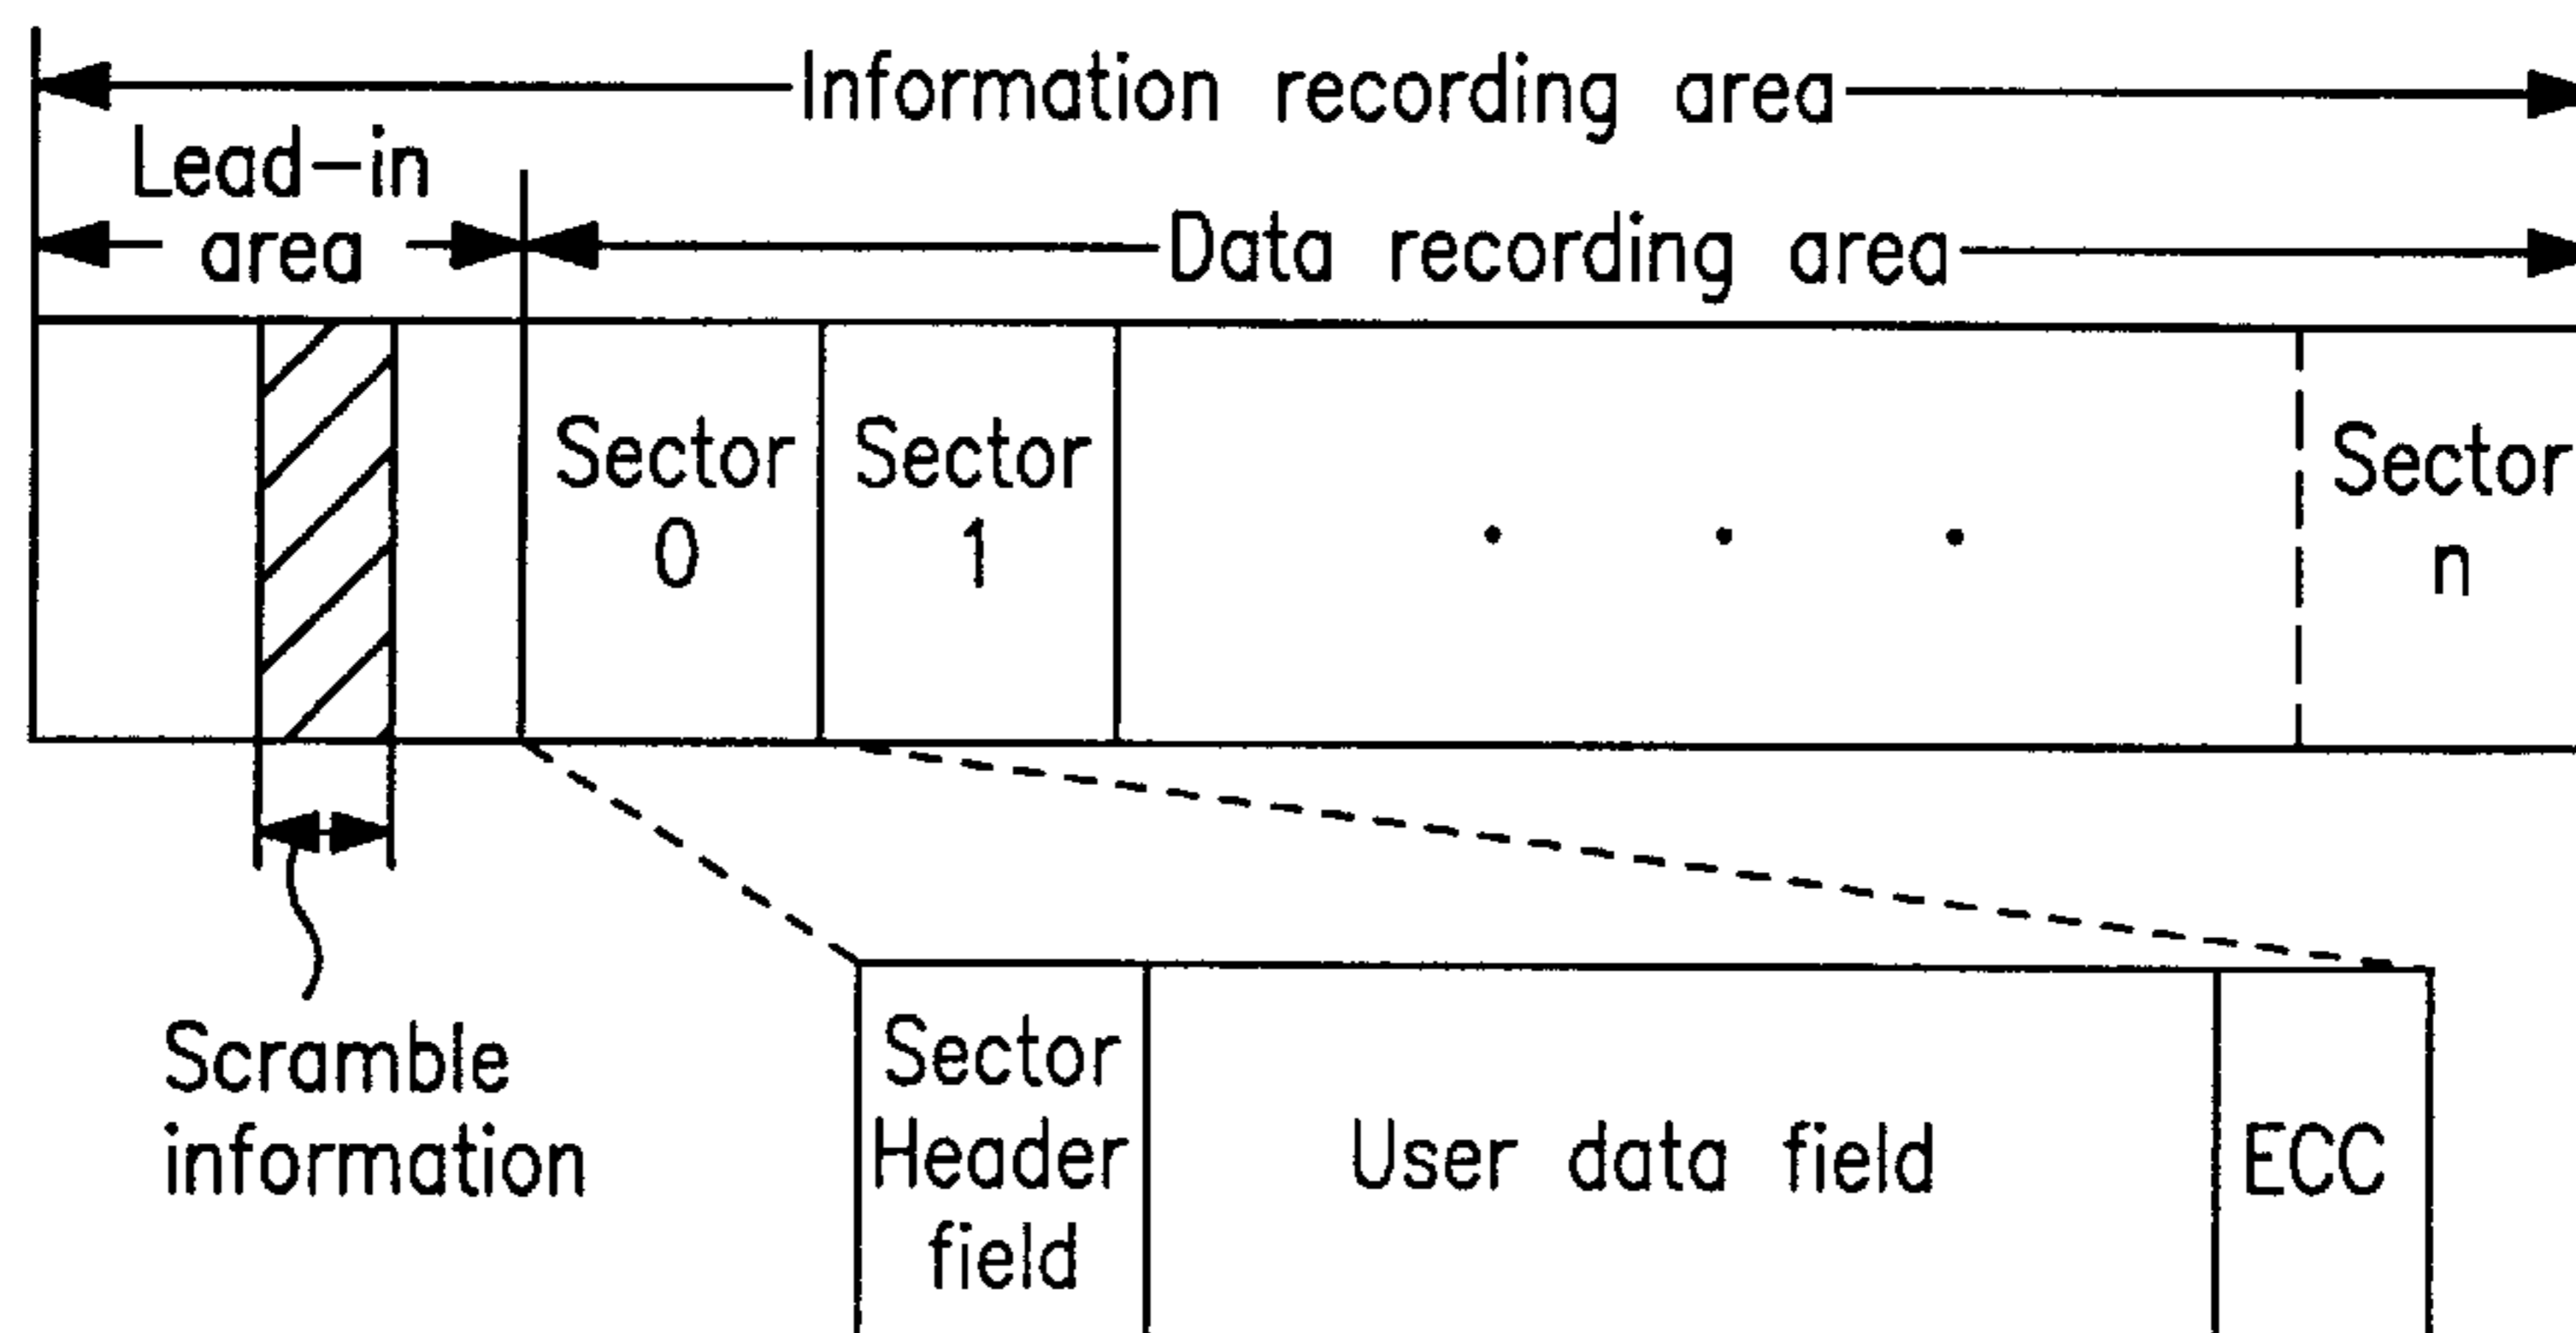 Information recording area
Lead-in
area
Data recording area
Sector
0
Sector
1
Sector
n
Scramble
information
Sector
Header
field
User data field
ECC